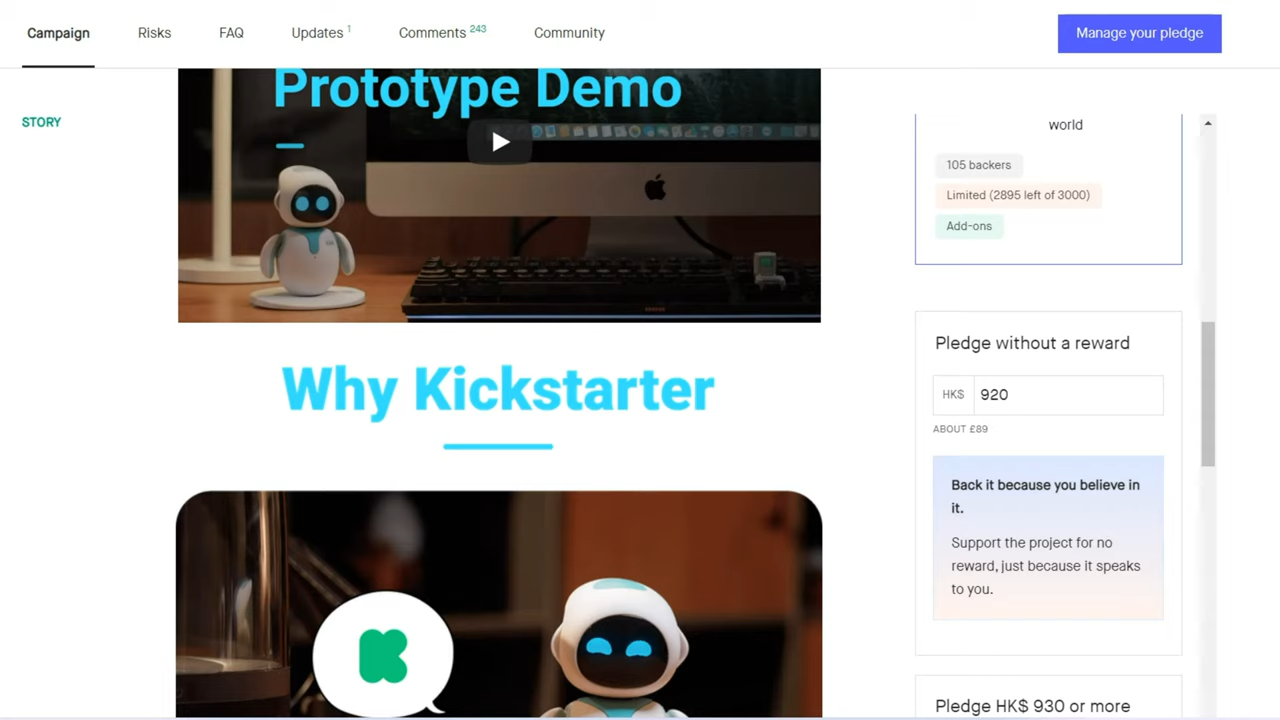 Campaign
Risks
FAQ
Updates 1
Comments 243
Community
Manage your pledge
STORY
Prototype Demo
Why Kickstarter
K
world
105 backers
Limited (2895 left of 3000)
Add-ons
Pledge without a reward
HK$ 920
ABOUT £89
Back it because you believe in
it.
Support the project for no
reward, just because it speaks
to you.
Pledge HK$ 930 or more